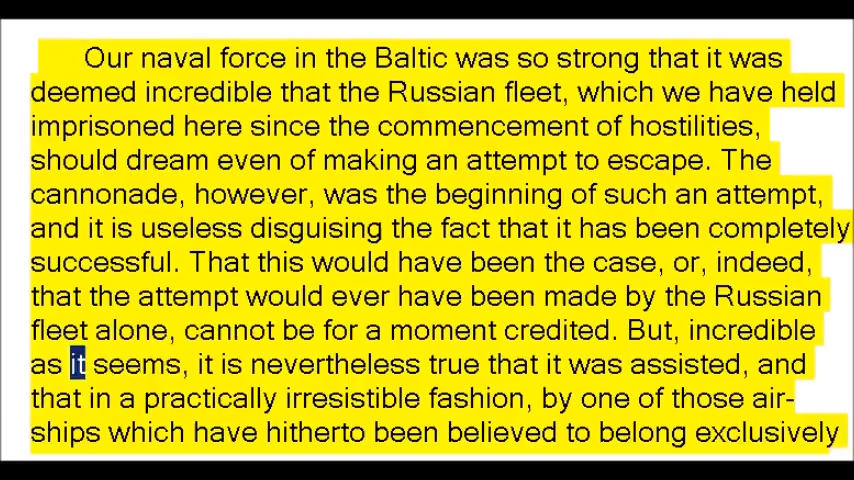 Our naval force in the Baltic was so strong that it was
deemed incredible that the Russian fleet, which we have held
imprisoned here since the commencement of hostilities,
should dream even of making an attempt to escape. The
cannonade, however, was the beginning of such an attempt,
and it is useless disguising the fact that it has been completely
successful. That this would have been the case, or, indeed,
that the attempt would ever have been made by the Russian
fleet alone, cannot be for a moment credited. But, incredible
as it seems, it is nevertheless true that it was assisted, and
that in a practically irresistible fashion, by one of those air-
ships which have hitherto been believed to belong exclusively